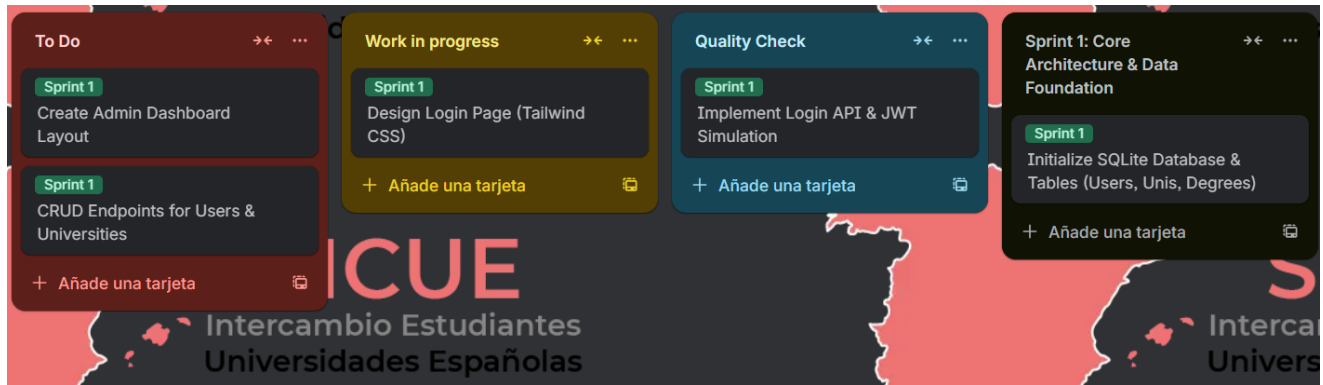 To Do
Sprint 1
Create Admin Dashboard
Layout
Sprint 1
CRUD Endpoints for Users &
Universities
Añade una tarjeta
Work in progress
Sprint 1
Design Login Page (Tailwind
CSS)
Añade una tarjeta
Quality Check
Sprint 1
Implement Login API & JWT
Simulation
Añade una tarjeta
Sprint 1: Core
Architecture & Data
Foundation
Sprint 1
Initialize SQLite Database &
Tables (Users, Unis, Degrees)
Añade una tarjeta
ICUE
Intercambio Estudiantes
Universidades Españolas
S
Interca
Univers